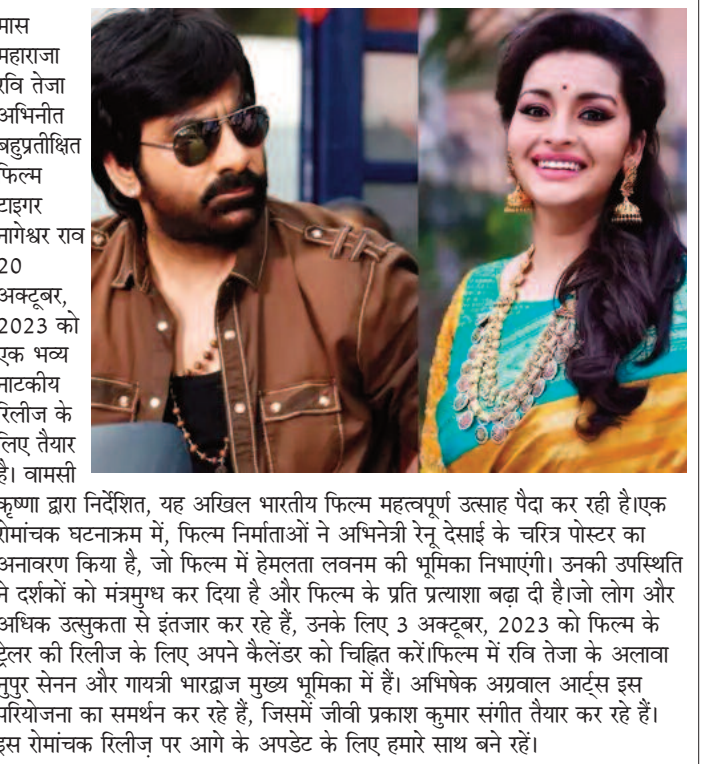 मास
महाराजा
रवि तेजा
अभिनीत
बहुप्रतीक्षित
फिल्म
टाइगर
नागेश्वर राव
20
अक्टूबर,
2023 को
एक भव्य
नाटकीय
रिलीज के
लिए तैयार
है। वामसी
कृष्णा द्वारा निर्देशित, यह अखिल भारतीय फिल्म महत्वपूर्ण उत्साह पैदा कर रही है।एक
रोमांचक घटनाक्रम में, फिल्म निर्माताओं ने अभिनेत्री रेनू देसाई के चरित्र पोस्टर का
अनावरण किया है, जो फिल्म में हेमलता लवनम की भूमिका निभाएंगी। उनकी उपस्थिति
ने दर्शकों को मंत्रमुग्ध कर दिया है और फिल्म के प्रति प्रत्याशा बढ़ा दी है।जो लोग और
अधिक उत्सुकता से इंतजार कर रहे हैं, उनके लिए 3 अक्टूबर, 2023 को फिल्म के
ट्रेलर की रिलीज के लिए अपने कैलेंडर को चिह्नित करें।फिल्म में रवि तेजा के अलावा
नुपुर सेनन और गायत्री भारद्वाज मुख्य भूमिका में हैं। अभिषेक अग्रवाल आर्ट्स इस
परियोजना का समर्थन कर रहे हैं, जिसमें जीवी प्रकाश कुमार संगीत तैयार कर रहे हैं।
इस रोमांचक रिलीज़ पर आगे के अपडेट के लिए हमारे साथ बने रहें।